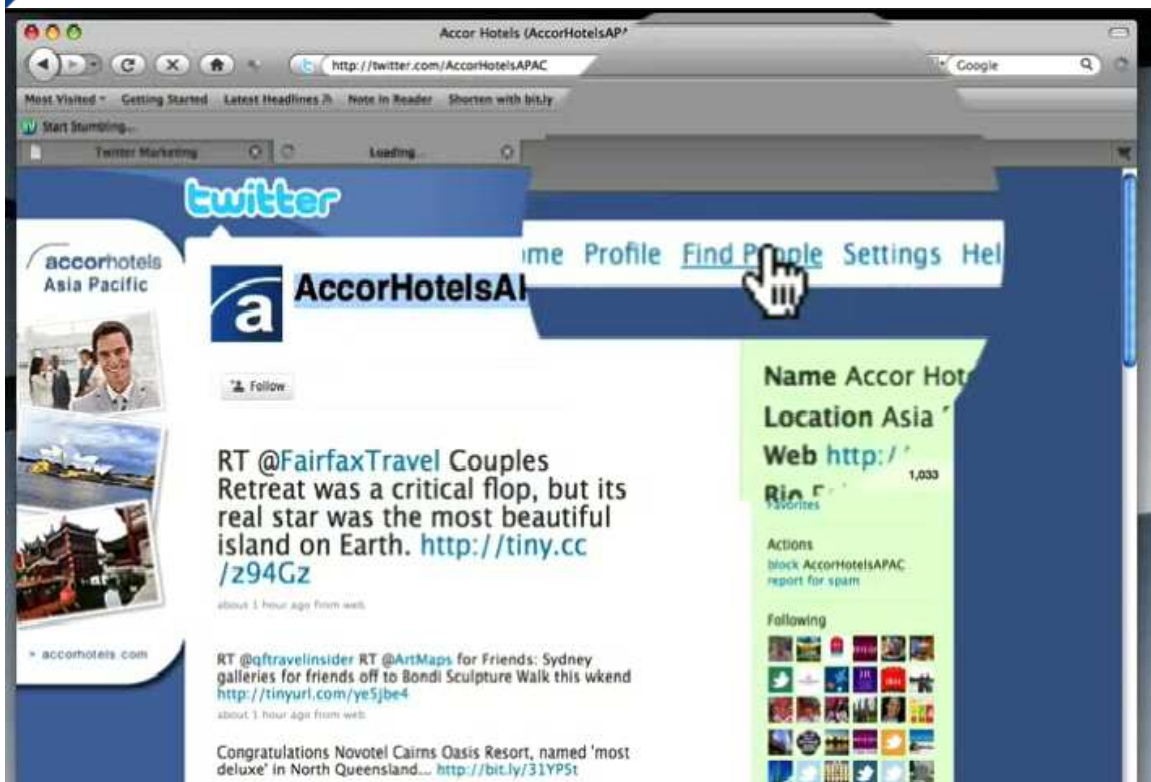 Accor Hotels (AccorHotelsAP
http://twitter.com/AccorHotelsAPAC
Google
Most Visited Getting Started Latest Headlines Note in Reader Shorten with bit.ly
Start Stumbling...
Twitter Marketing
Loading...
twitter
me Profile Find People Settings Hel
accorhotels
Asia Pacific
a
AccorHotelsAP
Follow
Name Accor Hote
Location Asia
Web http:/
1,033
Bio
Favorites
RT @FairfaxTravel Couples
Retreat was a critical flop, but its
real star was the most beautiful
island on Earth. http://tiny.cc
/z94Gz
about 1 hour ago from web
Actions
block AccorHotelsAPAC
report for spam
Following
» accorhotels.com
RT @qftravelinsider RT @ArtMaps for Friends: Sydney
galleries for friends off to Bondi Sculpture Walk this wkend
http://tinyurl.com/ye5jbe4
about 1 hour ago from web
Congratulations Novotel Cairns Oasis Resort, named 'most
deluxe' in North Queensland... http://bit.ly/31YPSt